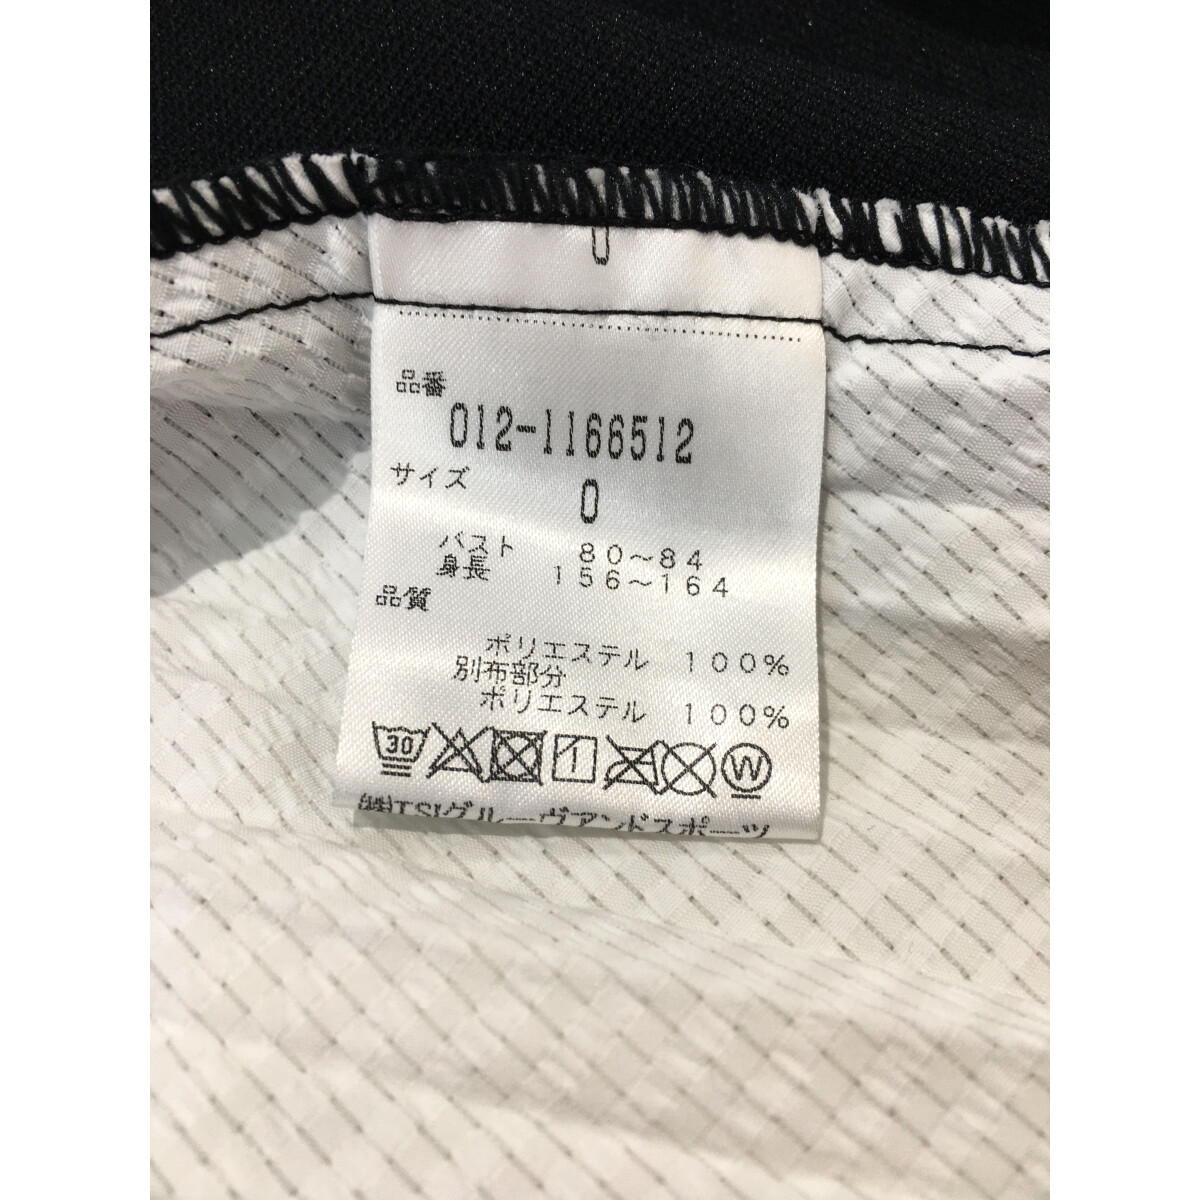 0
品番
012-1166512
サイズ
0
バスト 80～84
身長 156～164
品質
ポリエステル 100%
別布部分
ポリエステル 100%
30 1 W
㈱TSIグルーヴアンドスポーツ